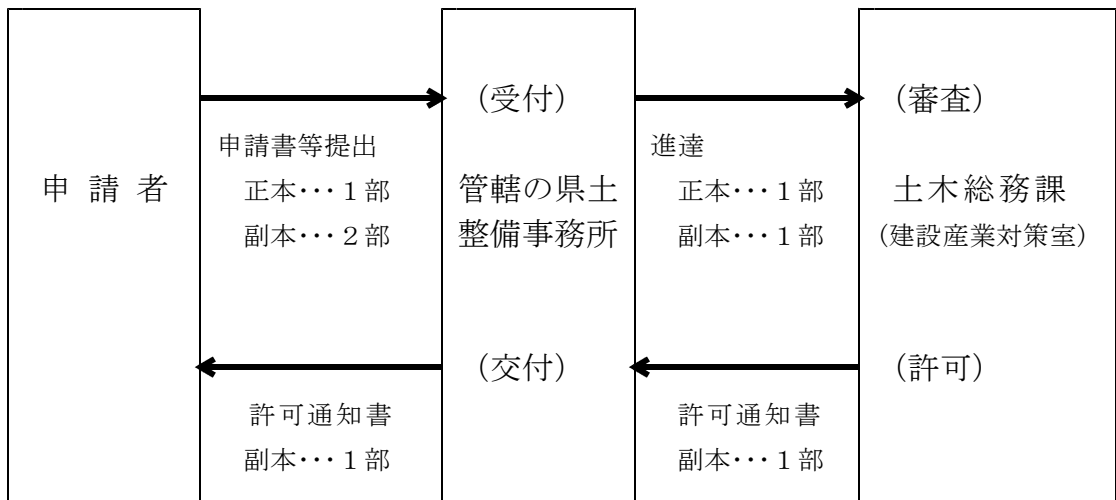 申 請 者
申請書等提出
正本･･･１部
副本･･･２部
(受付)
管轄の県土
整備事務所
進達
正本･･･１部
副本･･･１部
(審査)
土木総務課
(建設産業対策室)
(許可)
許可通知書
副本･･･１部
(交付)
許可通知書
副本･･･１部